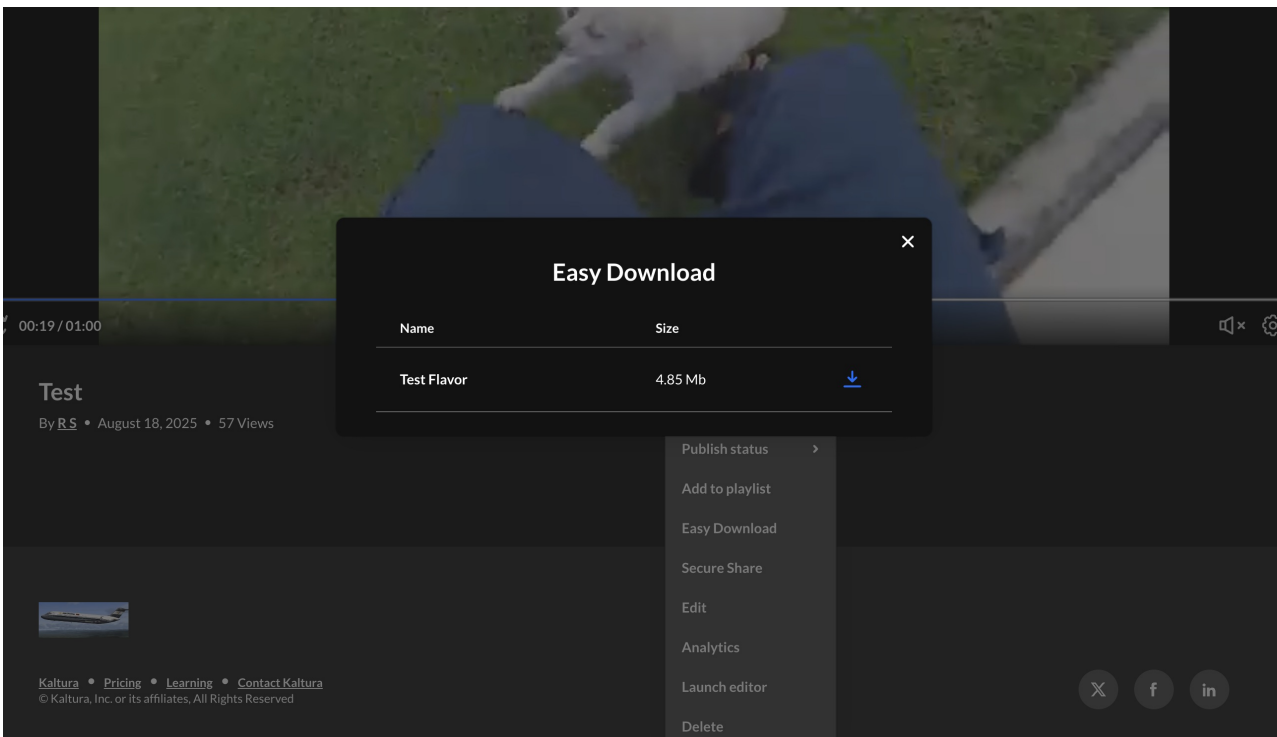 Easy Download
Name Size
Test Flavor 4.85 Mb
00:19 / 01:00
Test
By R S • August 18, 2025 • 57 Views
Publish status
Add to playlist
Easy Download
Secure Share
Edit
Analytics
Launch editor
Delete
Kaltura • Pricing • Learning • Contact Kaltura
© Kaltura, Inc. or its affiliates, All Rights Reserved
X f in